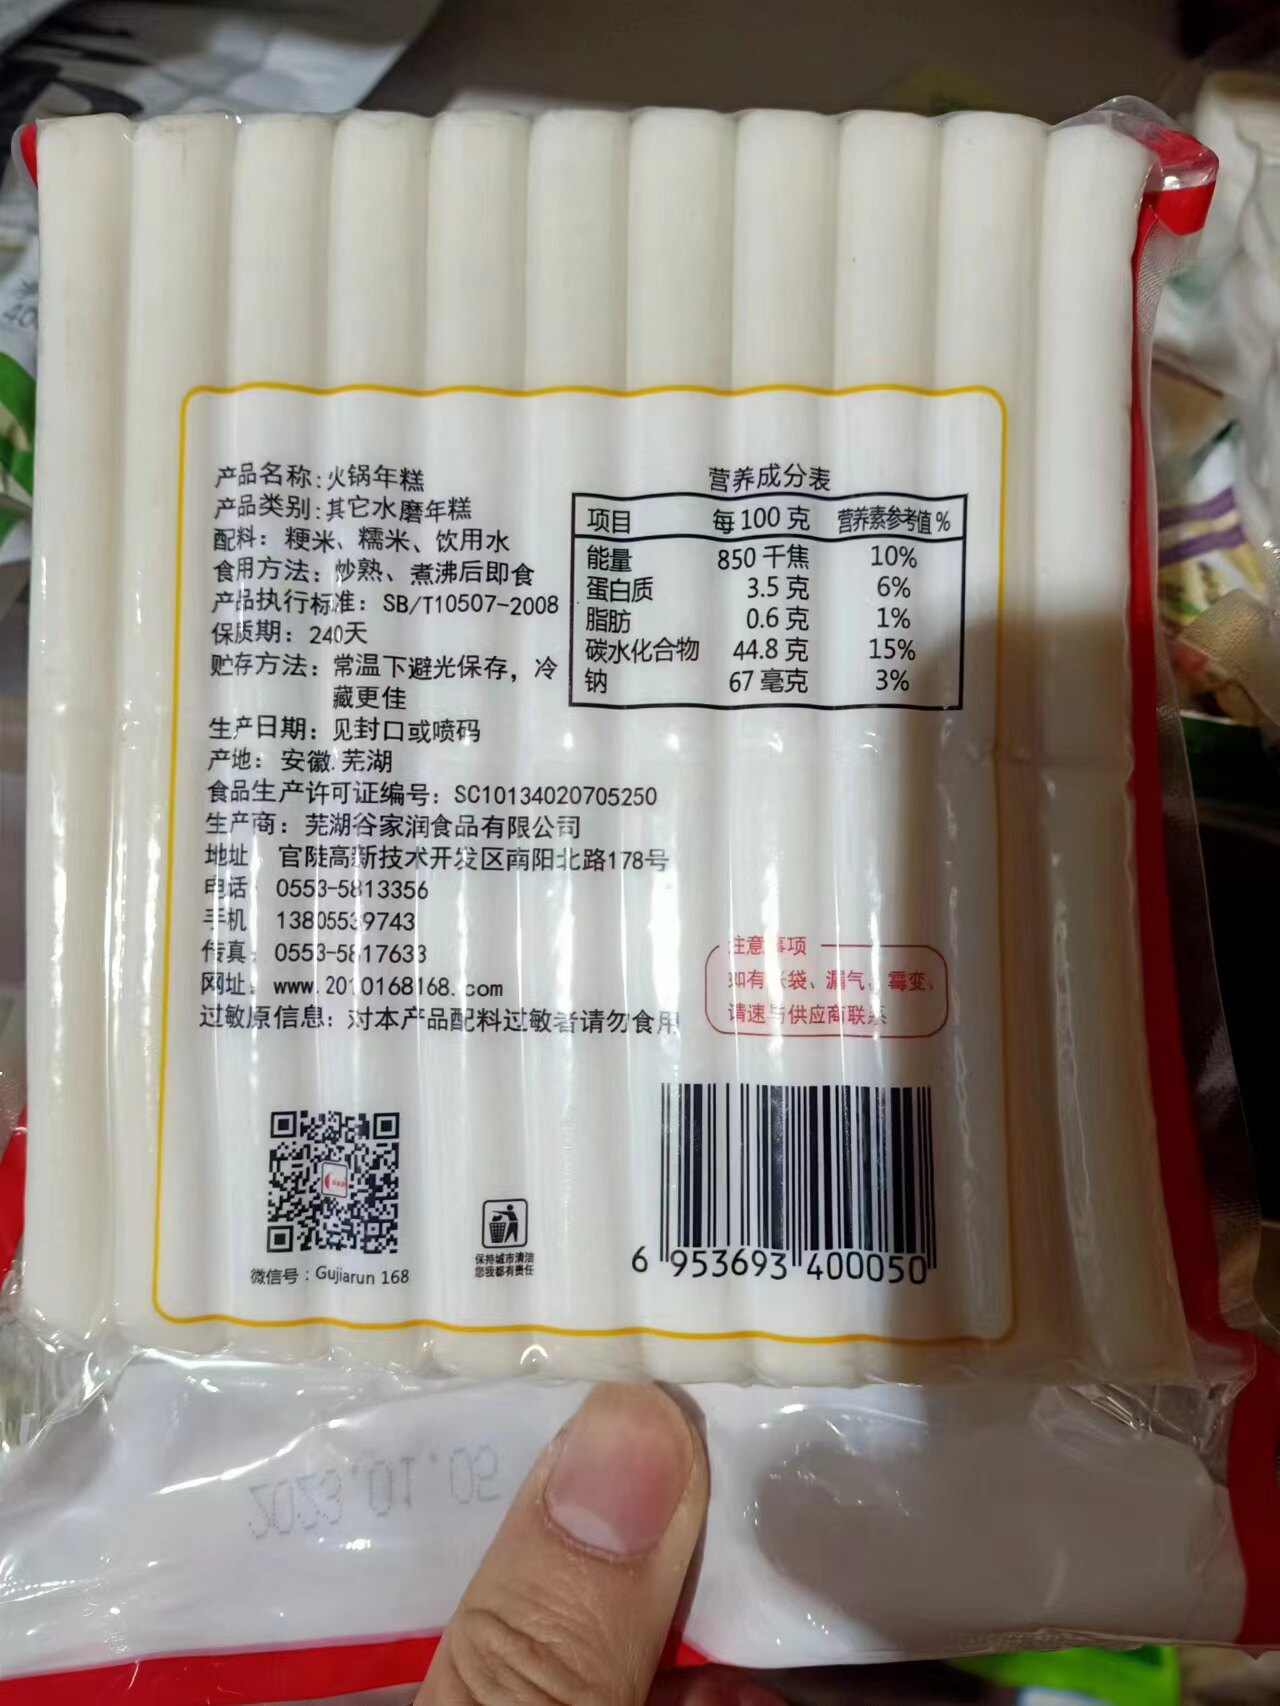 产品名称:火锅年糕
产品类别:其它水磨年糕
配料：粳米、糯米、饮用水
食用方法：炒熟、煮沸后即食
产品执行标准：SB/T10507-2008
保质期：240天
贮存方法：常温下避光保存，冷
藏更佳
生产日期：见封口或喷码
产地：安徽.芜湖
食品生产许可证编号：SC10134020705250
生产商：芜湖谷家润食品有限公司
地址：官陡高新技术开发区南阳北路178号
电话：0553-5813356
手机：13805539743
传真：0553-5817633
网址：www.2010168168.com
过敏原信息：对本产品配料过敏者请勿食用
营养成分表
项目 每100克 营养素参考值%
能量 850千焦 10%
蛋白质 3.5克 6%
脂肪 0.6克 1%
碳水化合物 44.8克 15%
钠 67毫克 3%
注意事项
如有胀袋、漏气、霉变、
请速与供应商联系
微信号：Gujiarun 168
保持城市清洁
您我都有责任
6 953693 400050
2023.10.05